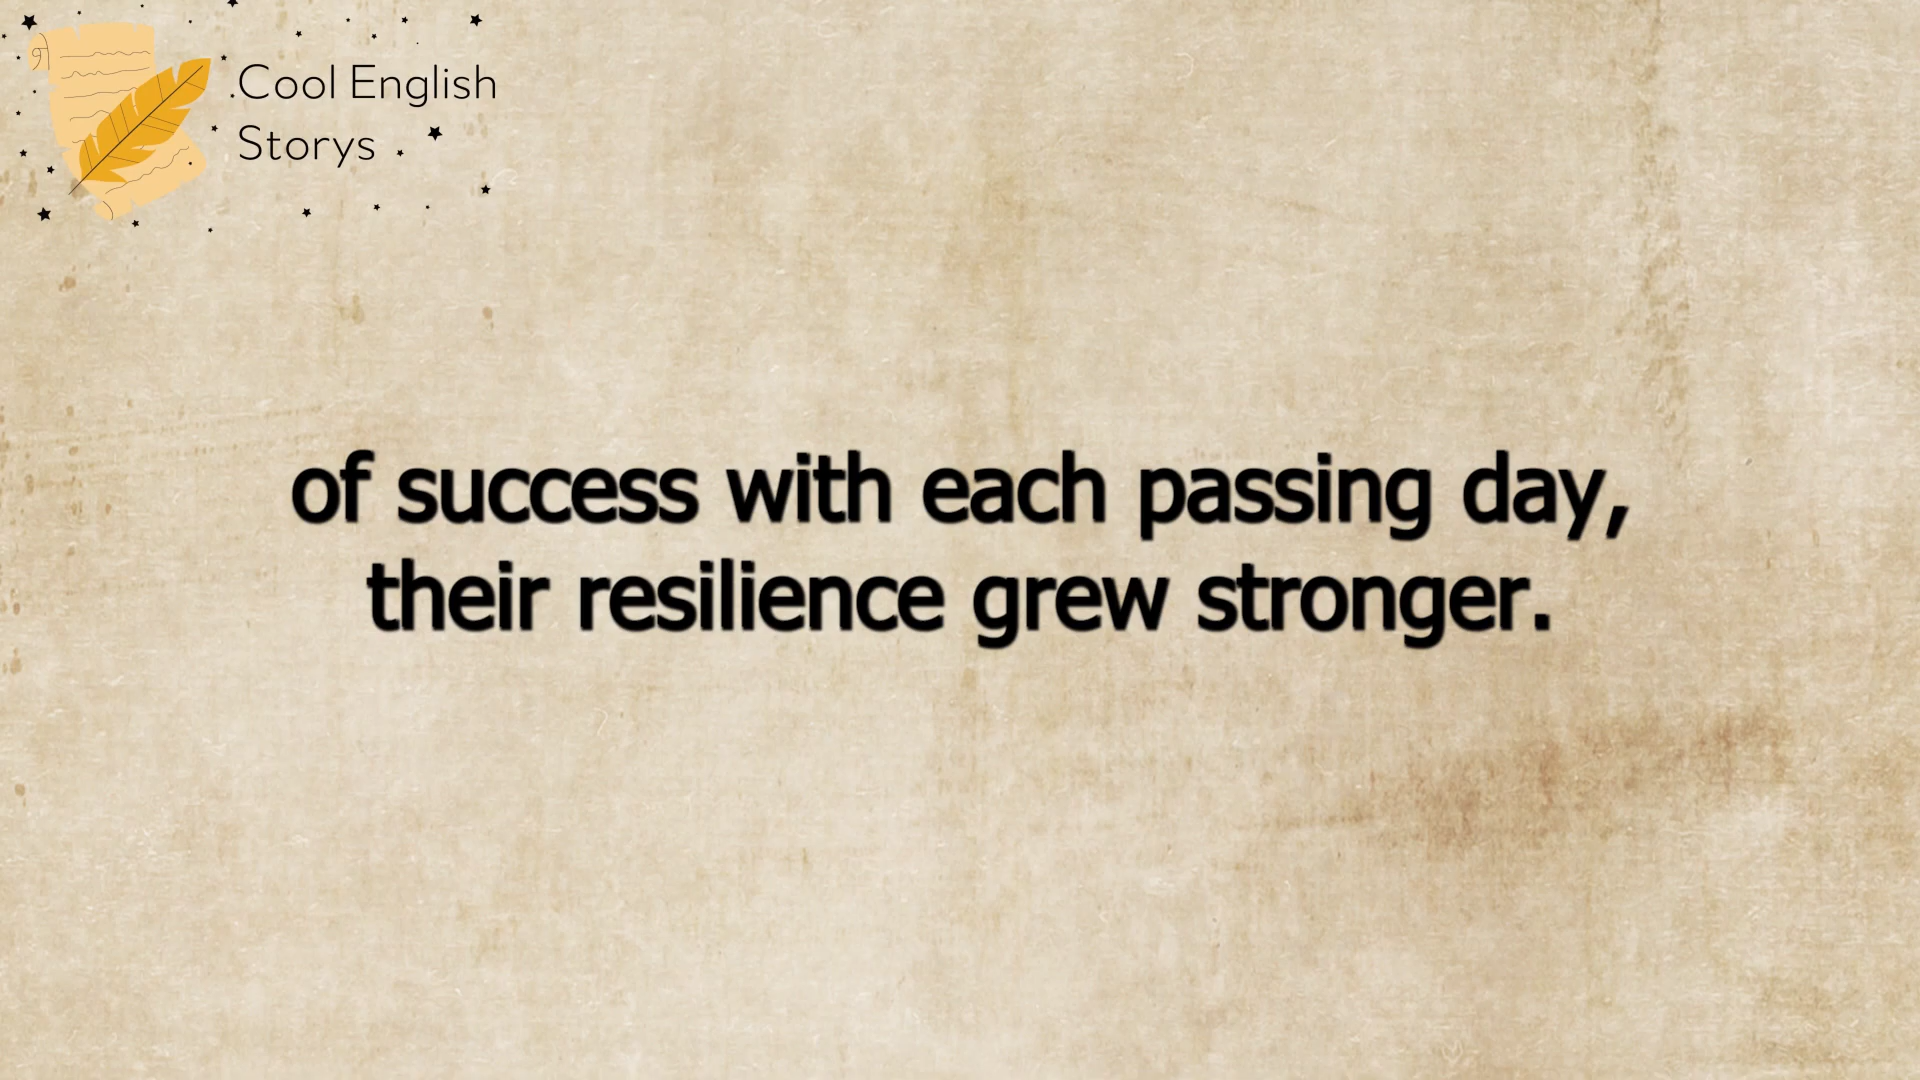 Cool English
Storys
of success with each passing day,
their resilience grew stronger.